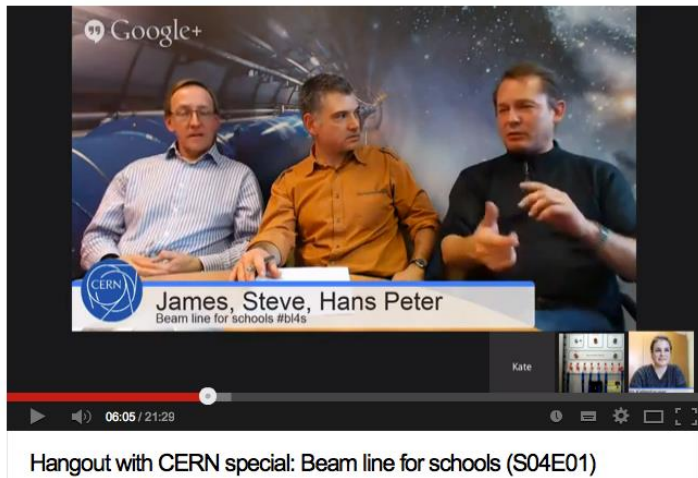 Google+
CERN
James, Steve, Hans Peter
Beam line for schools #bl4s
Kate
06:05 / 21:29
Hangout with CERN special: Beam line for schools (S04E01)